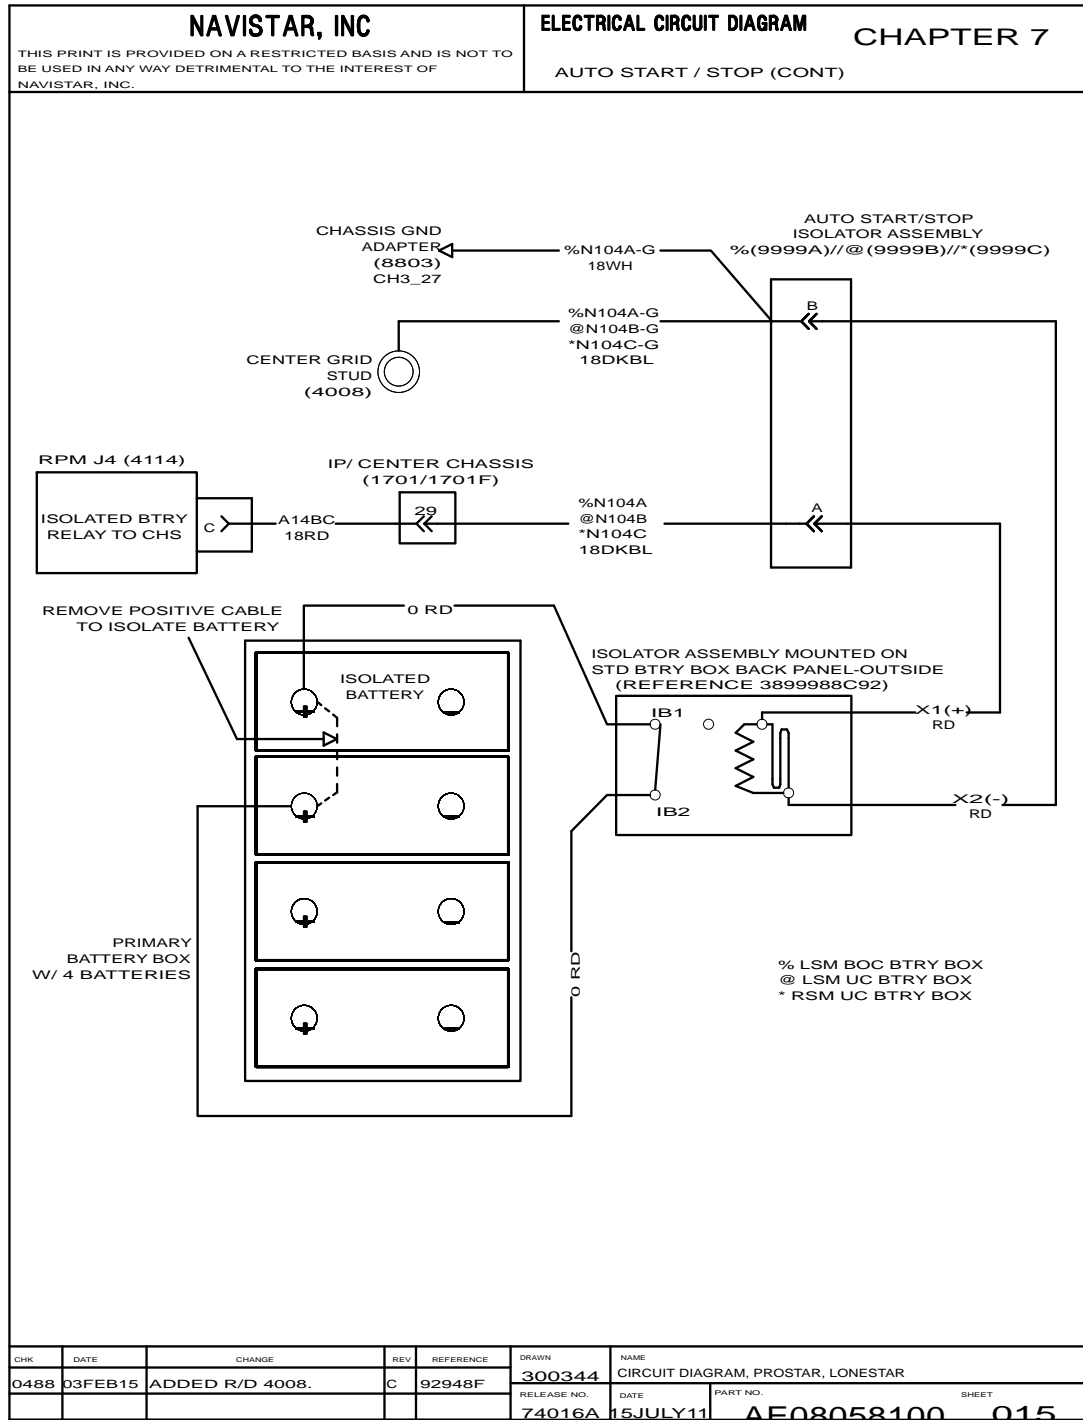 NAVISTAR, INC
THIS PRINT IS PROVIDED ON A RESTRICTED BASIS AND IS NOT TO
BE USED IN ANY WAY DETRIMENTAL TO THE INTEREST OF
NAVISTAR, INC.
ELECTRICAL CIRCUIT DIAGRAM
CHAPTER 7
AUTO START / STOP (CONT)
CHASSIS GND
ADAPTER
(8803)
CH3_27
%N104A-G
18WH
AUTO START/STOP
ISOLATOR ASSEMBLY
%(9999A)//@(9999B)//*(9999C)
B
%N104A-G
@N104B-G
*N104C-G
18DKBL
CENTER GRID
STUD
(4008)
RPM J4 (4114)
ISOLATED BTRY
RELAY TO CHS
C
A14BC
18RD
IP/ CENTER CHASSIS
(1701/1701F)
29
%N104A
@N104B
*N104C
18DKBL
A
REMOVE POSITIVE CABLE
TO ISOLATE BATTERY
0 RD
ISOLATED
BATTERY
ISOLATOR ASSEMBLY MOUNTED ON
STD BTRY BOX BACK PANEL-OUTSIDE
(REFERENCE 3899988C92)
IB1
IB2
X1(+)
RD
X2(-)
RD
PRIMARY
BATTERY BOX
W/ 4 BATTERIES
0 RD
% LSM BOC BTRY BOX
@ LSM UC BTRY BOX
* RSM UC BTRY BOX
CHK DATE CHANGE REV REFERENCE
0488 03FEB15 ADDED R/D 4008. C 92948F
DRAWN
300344
NAME
CIRCUIT DIAGRAM, PROSTAR, LONESTAR
RELEASE NO.
74016A
DATE
15JULY11
PART NO.
AE08058100
SHEET
015